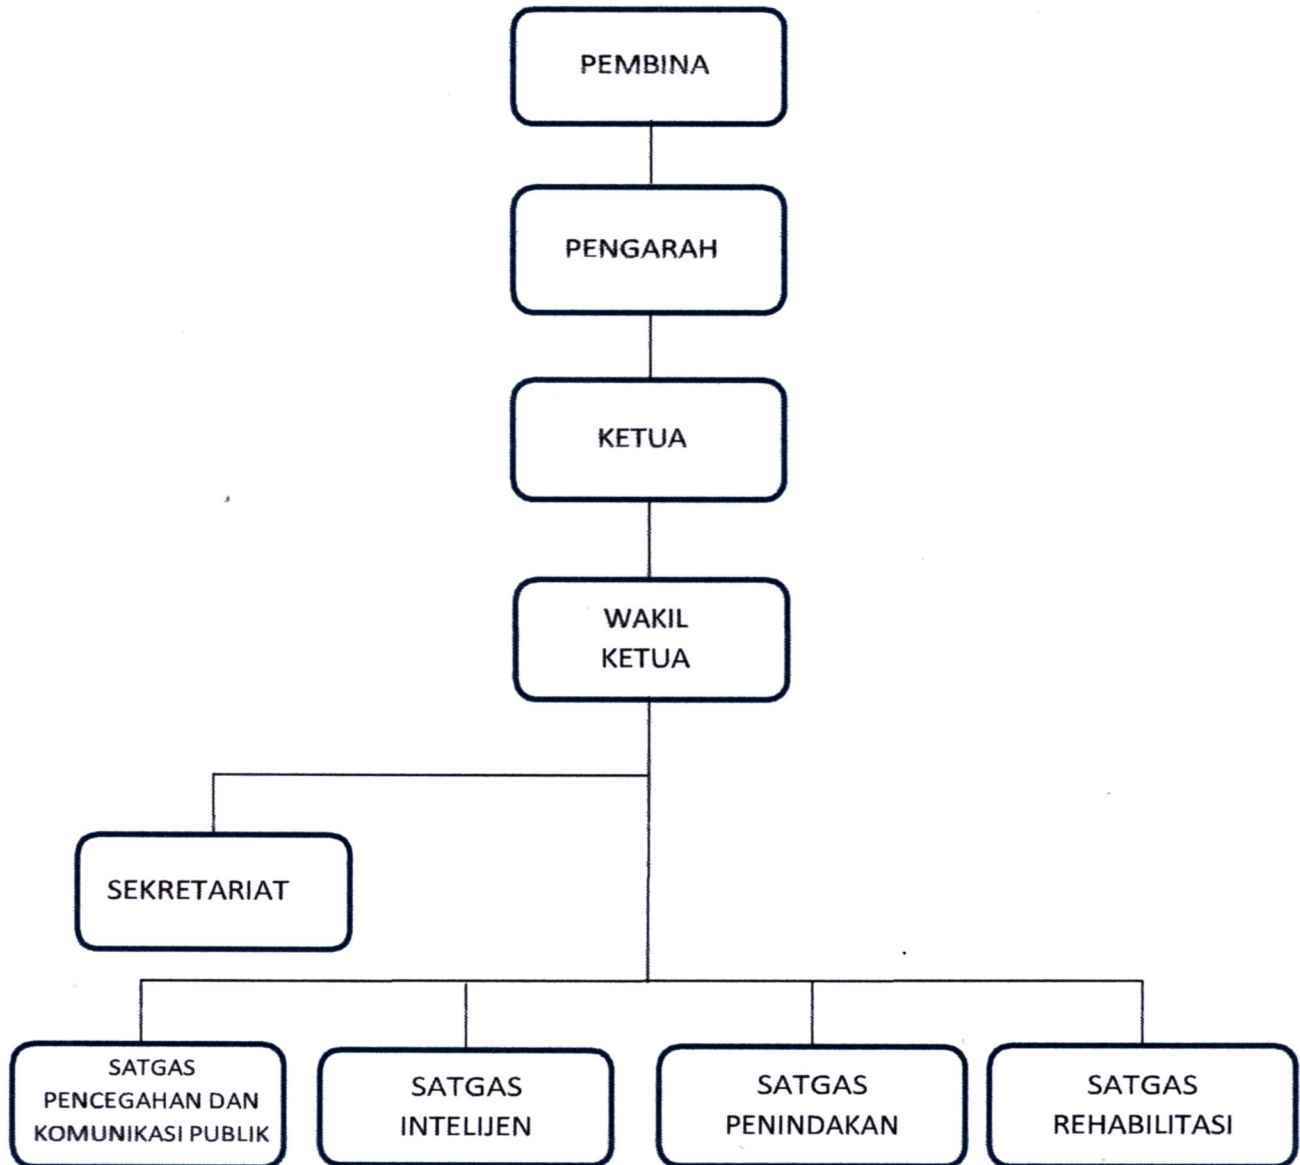 PEMBINA
PENGARAH
KETUA
WAKIL
KETUA
SEKRETARIAT
SATGAS
PENCEGAHAN DAN
KOMUNIKASI PUBLIK
SATGAS
INTELIJEN
SATGAS
PENINDAKAN
SATGAS
REHABILITASI